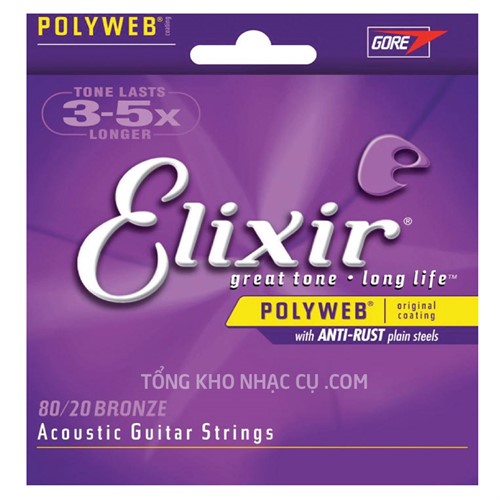 POLYWEB®
GORE
TONE LASTS
3-5x
LONGER
Elixir®
great tone • long life™
POLYWEB® original coating
with ANTI-RUST plain steels
TỔNG KHO NHẠC CỤ .COM
80/20 BRONZE
Acoustic Guitar Strings